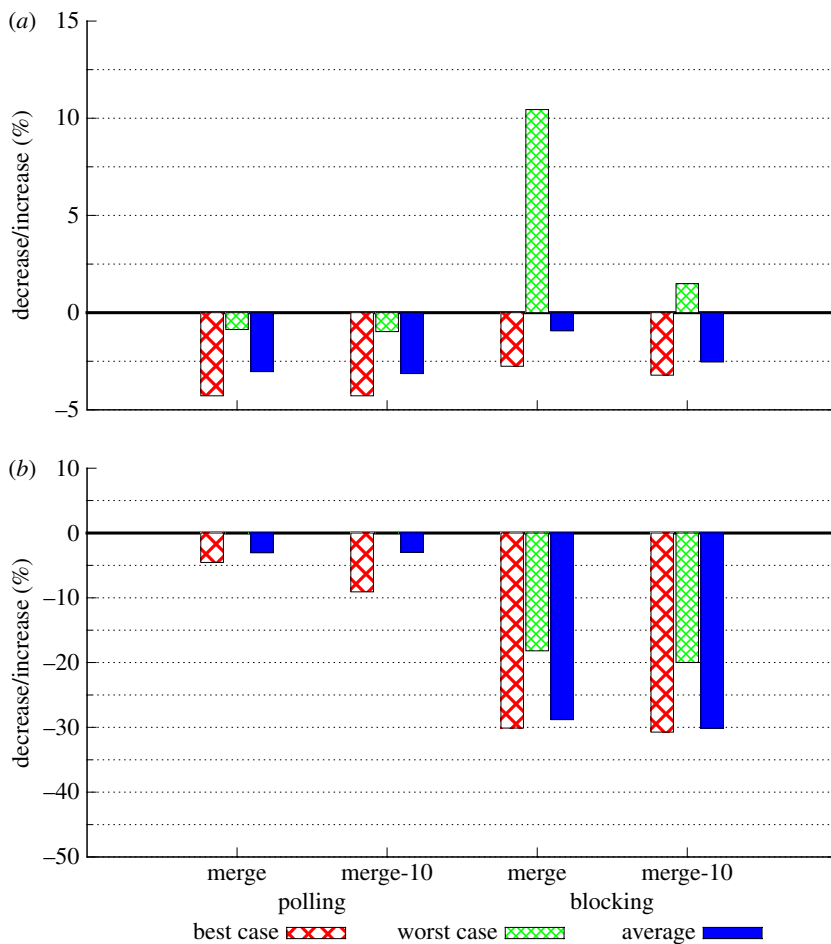 (a)
15
10
5
0
–5
decrease/increase (%)
(b)
10
0
–10
–20
–30
–40
–50
decrease/increase (%)
merge merge-10 merge merge-10
polling blocking
best case worst case average